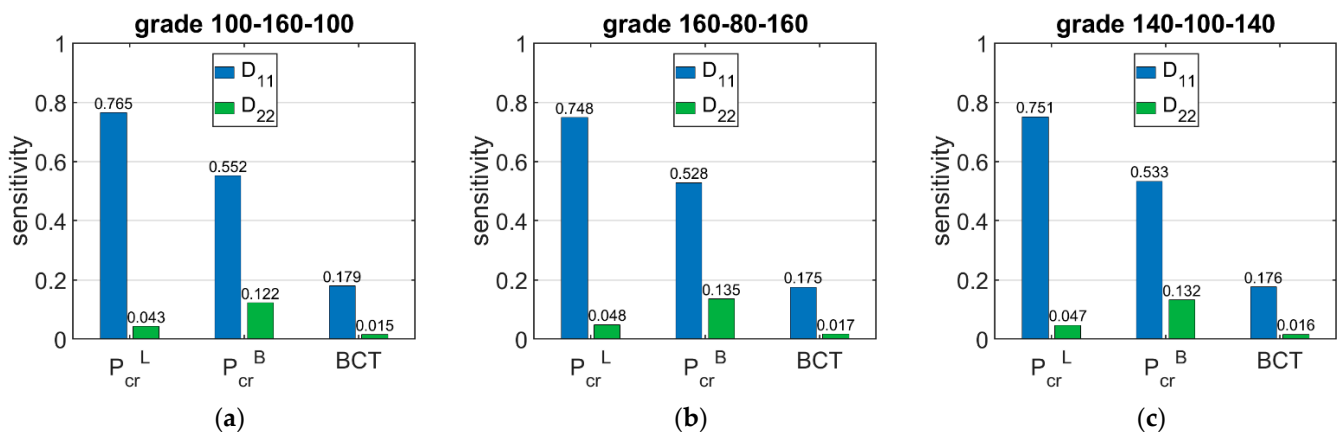 grade 100-160-100
1
0.8
0.6
0.4
0.2
0
sensitivity
D11
D22
0.765
0.043
0.552
0.122
0.179
0.015
Pcr L
Pcr B
BCT
(a)
grade 160-80-160
1
0.8
0.6
0.4
0.2
0
sensitivity
D11
D22
0.748
0.048
0.528
0.135
0.175
0.017
Pcr L
Pcr B
BCT
(b)
grade 140-100-140
1
0.8
0.6
0.4
0.2
0
sensitivity
D11
D22
0.751
0.047
0.533
0.132
0.176
0.016
Pcr L
Pcr B
BCT
(c)